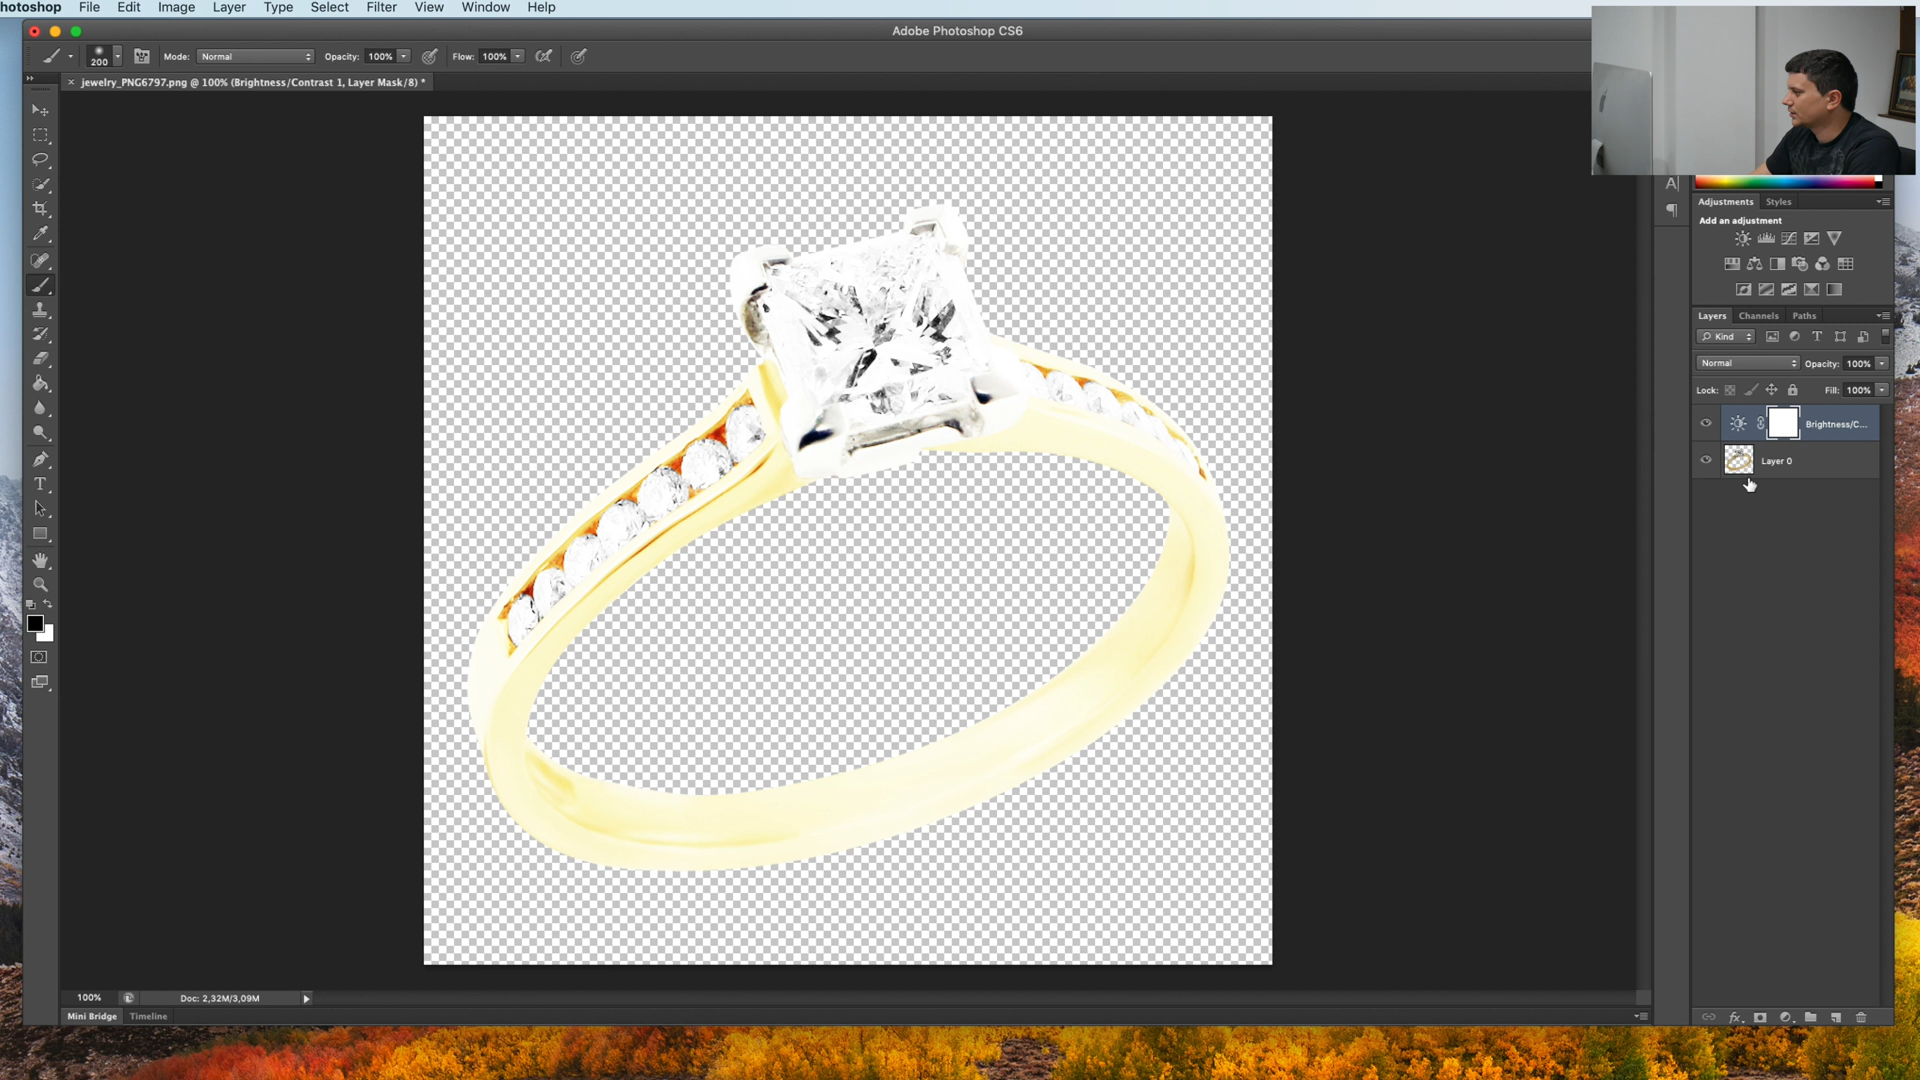 hotoshop File Edit Image Layer Type Select Filter View Window Help
Adobe Photoshop CS6
200 Mode: Normal Opacity: 100% Flow: 100%
× jewelry_PNG6797.png @ 100% (Brightness/Contrast 1, Layer Mask/8) *
A|
Adjustments Styles
Add an adjustment
Layers Channels Paths
Kind
Normal Opacity: 100%
Lock: Fill: 100%
Brightness/C...
Layer 0
T
fx
100% Doc: 2,32M/3,09M
Mini Bridge Timeline